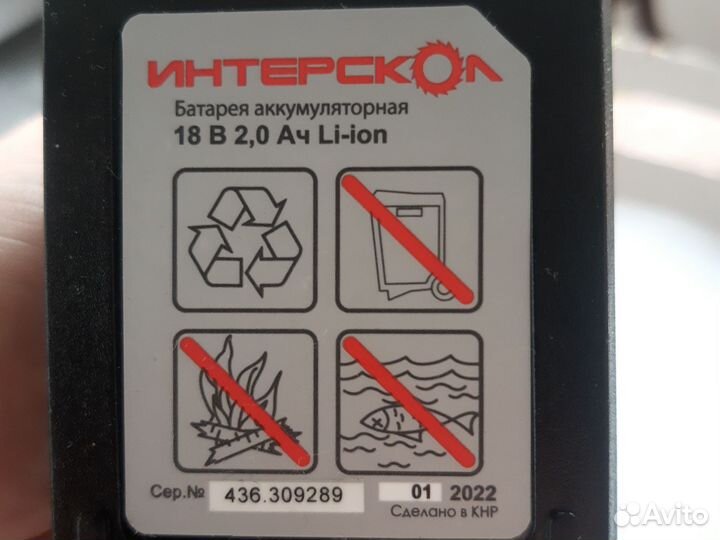 ИНТЕРСКОЛ
Батарея аккумуляторная
18 В 2,0 Ач Li-ion
Сер.№ 436.309289 01 2022
Сделано в КНР
Avito